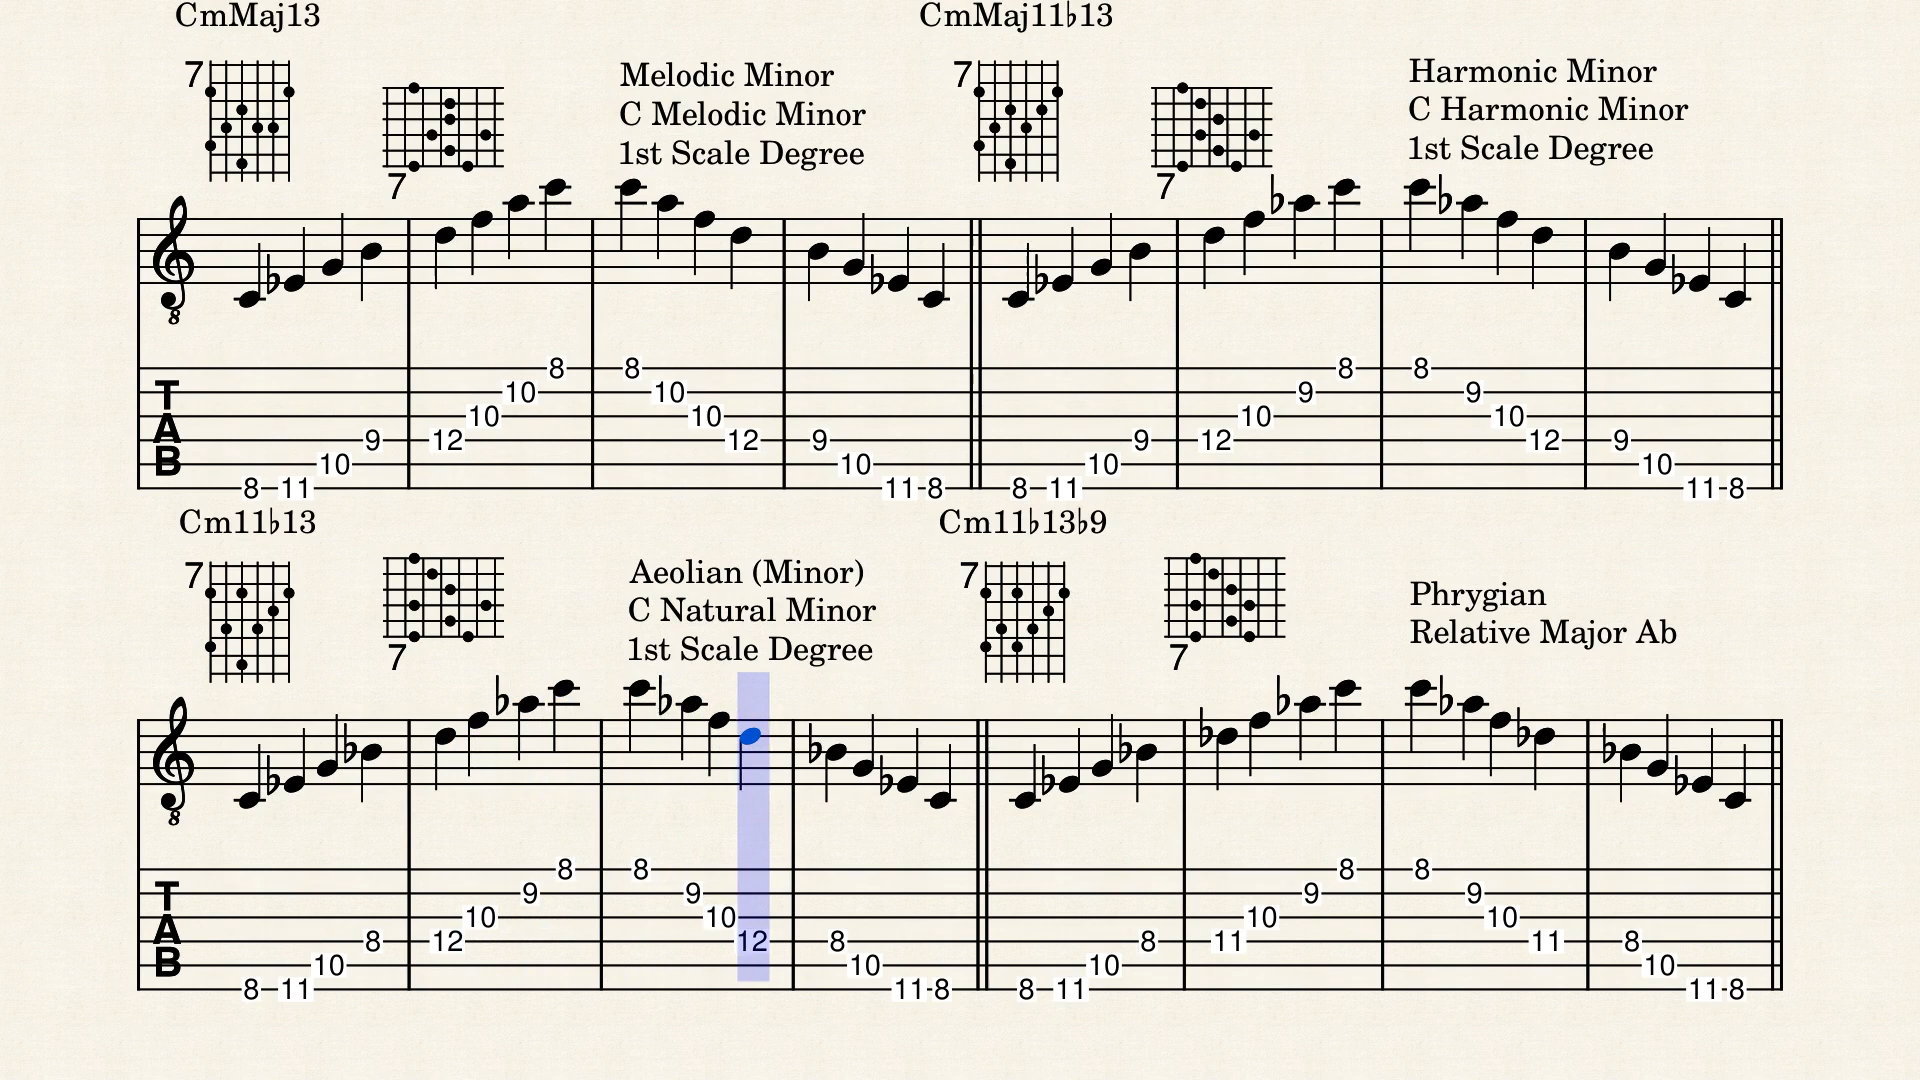 CmMaj13
7
7
Melodic Minor
C Melodic Minor
1st Scale Degree
CmMaj11♭13
7
7
Harmonic Minor
C Harmonic Minor
1st Scale Degree
8
T
A
B
8 11 10 9 12 10 10 8 8 10 10 12 9 10 11 8
8 11 10 9 12 10 9 8 8 9 10 12 9 10 11 8
Cm11♭13
7
7
Aeolian (Minor)
C Natural Minor
1st Scale Degree
Cm11♭13♭9
7
7
Phrygian
Relative Major Ab
8
T
A
B
8 11 10 8 12 10 9 8 8 9 10 12 8 10 11 8
8 11 10 8 11 10 9 8 8 9 10 11 8 10 11 8